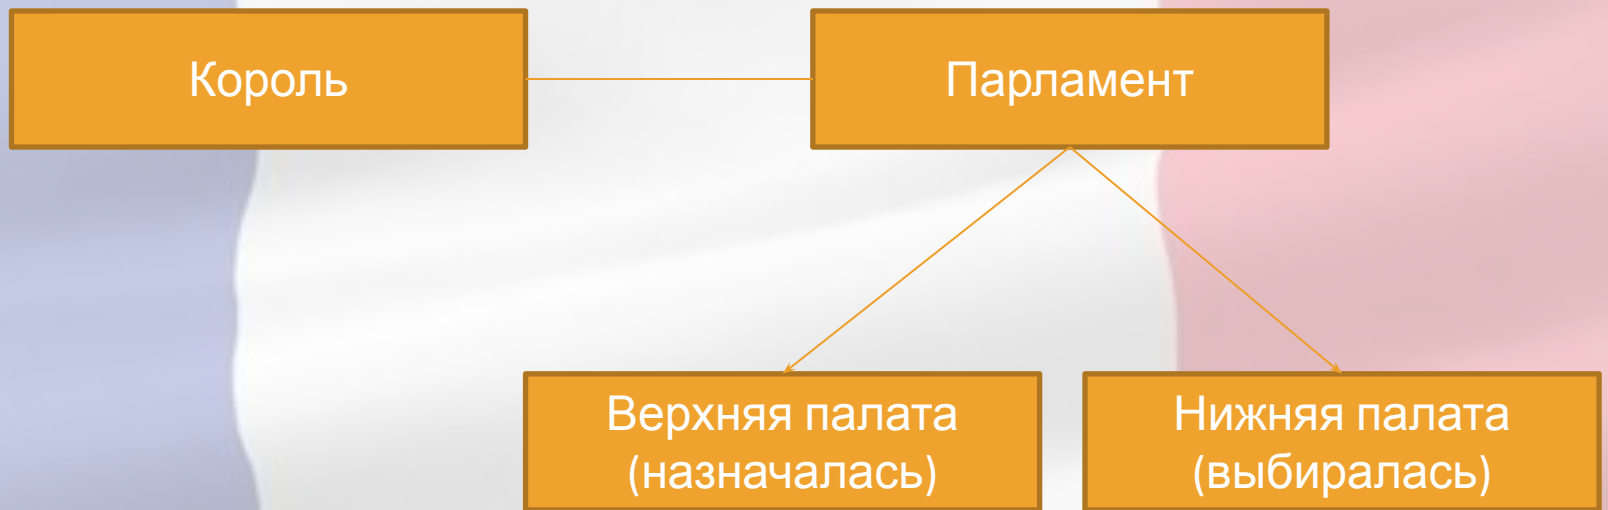 Король
Парламент
Верхняя палата
(назначалась)
Нижняя палата
(выбиралась)